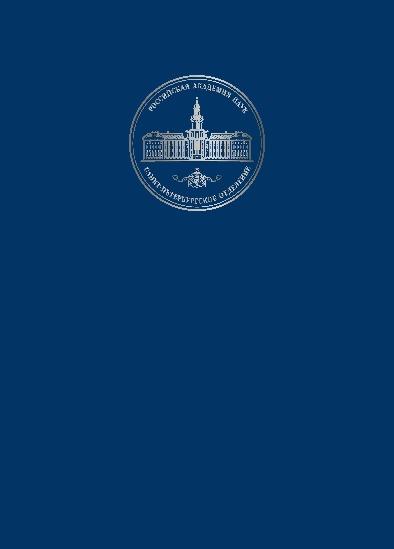 РОССИЙСКАЯ АКАДЕМИЯ НАУК
САНКТ-ПЕТЕРБУРГСКОЕ ОТДЕЛЕНИЕ